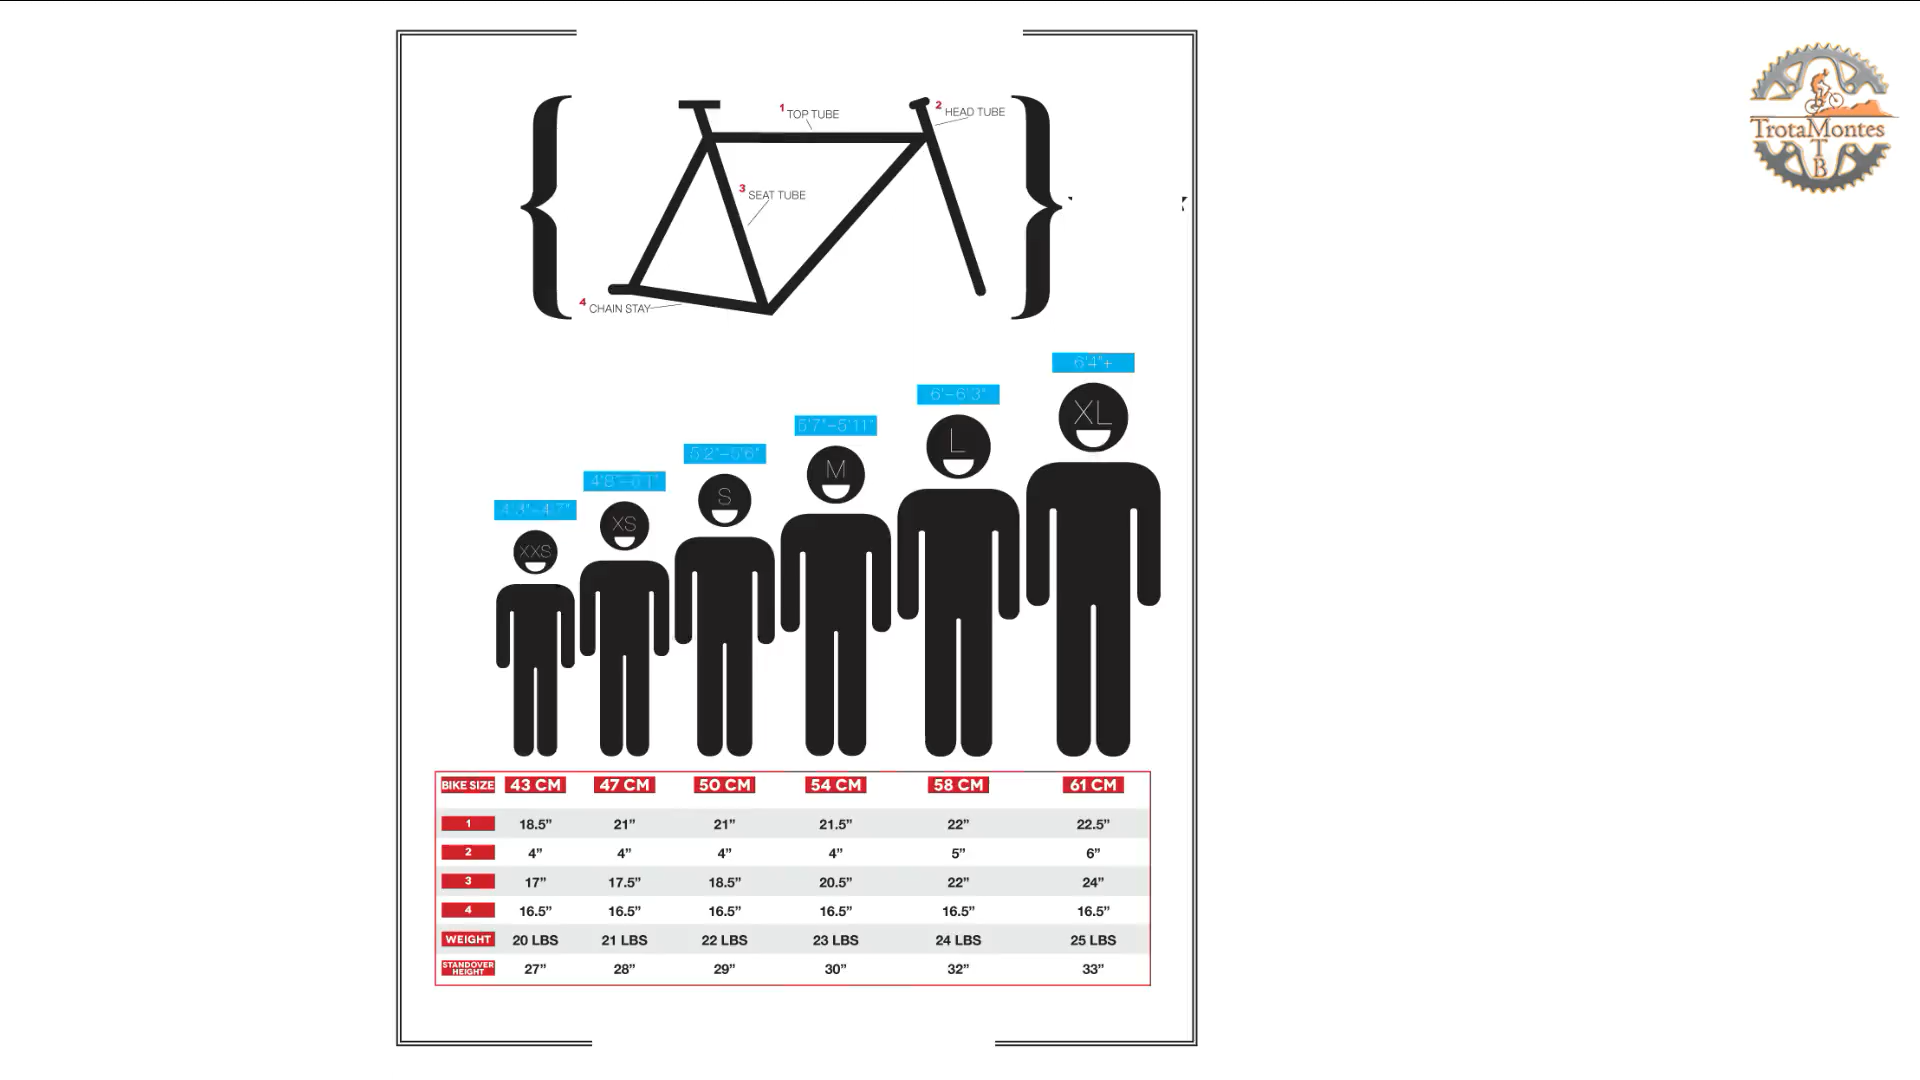 TrotaMontes
T
B
1 TOP TUBE
2 HEAD TUBE
3 SEAT TUBE
4 CHAIN STAY
6'4"+
6'–6'3"
5'7"–5'11"
5'2"–5'6"
XL
L
M
S
XS
XXS
BIKE SIZE 43 CM 47 CM 50 CM 54 CM 58 CM 61 CM
1 18.5” 21” 21” 21.5” 22” 22.5”
2 4” 4” 4” 4” 5” 6”
3 17” 17.5” 18.5” 20.5” 22” 24”
4 16.5” 16.5” 16.5” 16.5” 16.5” 16.5”
WEIGHT 20 LBS 21 LBS 22 LBS 23 LBS 24 LBS 25 LBS
STANDOVER
HEIGHT 27” 28” 29” 30” 32” 33”